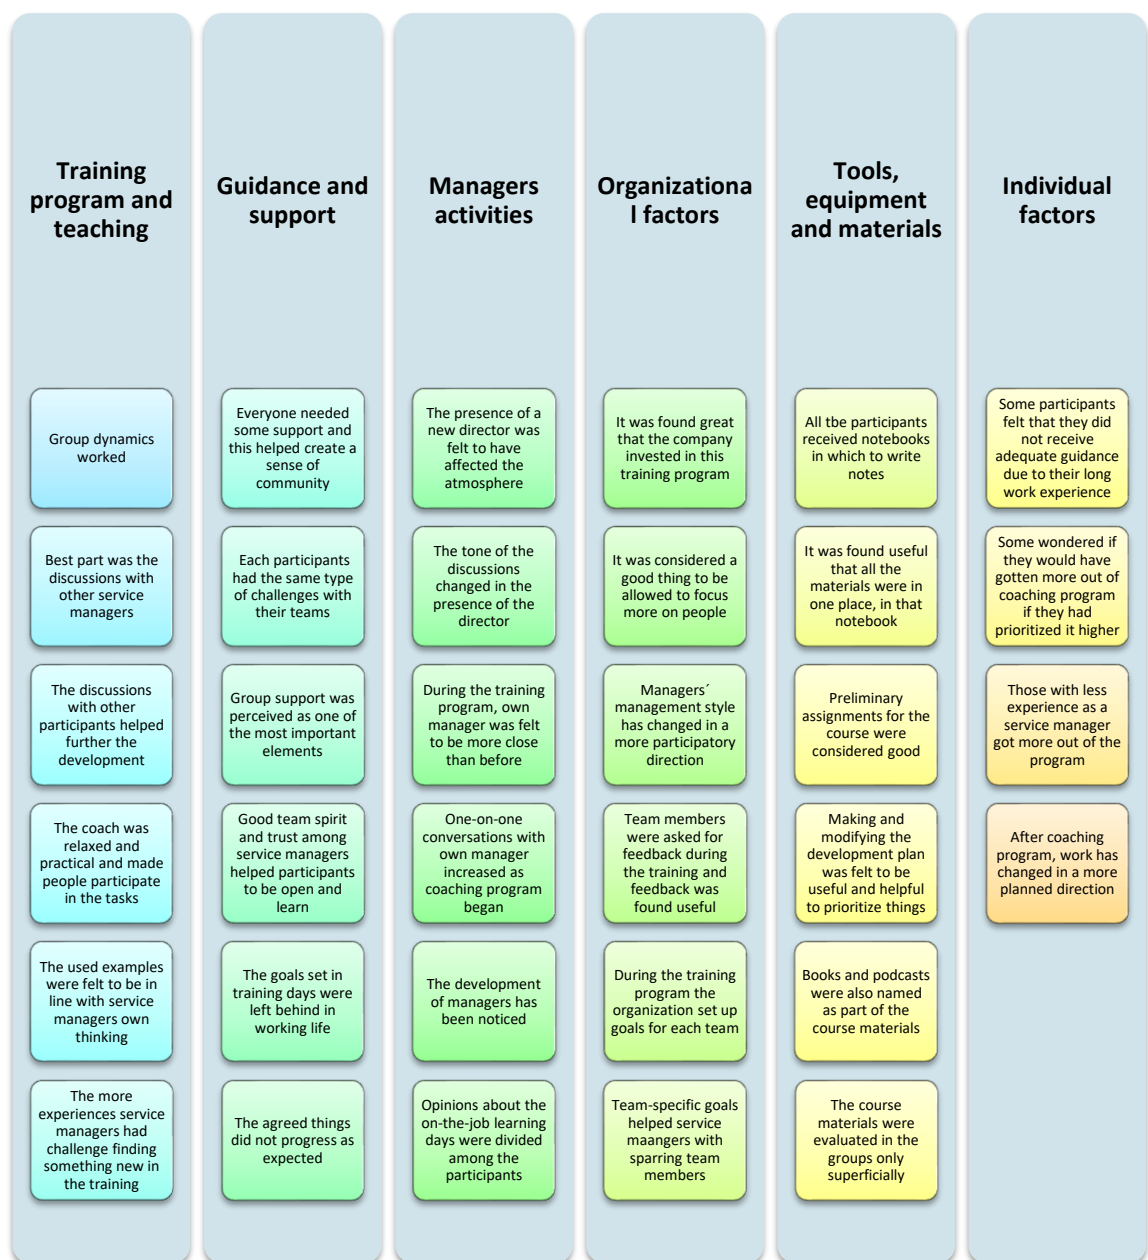 Training
program and
teaching
Group dynamics
worked
Best part was the
discussions with
other service
managers
The discussions
with other
participants helped
further the
development
The coach was
relaxed and
practical and made
people participate
in the tasks
The used examples
were felt to be in
line with service
managers own
thinking
The more
experiences service
managers had
challenge finding
something new in
the training
Guidance and
support
Everyone needed
some support and
this helped create a
sense of
community
Each participants
had the same type
of challenges with
their teams
Group support was
perceived as one of
the most important
elements
Good team spirit
and trust among
service managers
helped participants
to be open and
learn
The goals set in
training days were
left behind in
working life
The agreed things
did not progress as
expected
Managers
activities
The presence of a
new director was
felt to have
affected the
atmosphere
The tone of the
discussions
changed in the
presence of the
director
During the training
program, own
manager was felt
to be more close
than before
One-on-one
conversations with
own manager
increased as
coaching program
began
The development
of managers has
been noticed
Opinions about the
on-the-job learning
days were divided
among the
participants
Organizationa
l factors
It was found great
that the company
invested in this
training program
It was considered a
good thing to be
allowed to focus
more on people
Managers´
management style
has changed in a
more participatory
direction
Team members
were asked for
feedback during
the training and
feedback was
found useful
During the training
program the
organization set up
goals for each team
Team-specific goals
helped service
maangers with
sparring team
members
Tools,
equipment
and materials
All tbe participants
received notebooks
in which to write
notes
It was found useful
that all the
materials were in
one place, in that
notebook
Preliminary
assignments for the
course were
considered good
Making and
modifying the
development plan
was felt to be
useful and helpful
to prioritize things
Books and podcasts
were also named
as part of the
course materials
The course
materials were
evaluated in the
groups only
superficially
Individual
factors
Some participants
felt that they did
not receive
adequate guidance
due to their long
work experience
Some wondered if
they would have
gotten more out of
coaching program
if they had
prioritized it higher
Those with less
experience as a
service manager
got more out of the
program
After coaching
program, work has
changed in a more
planned direction